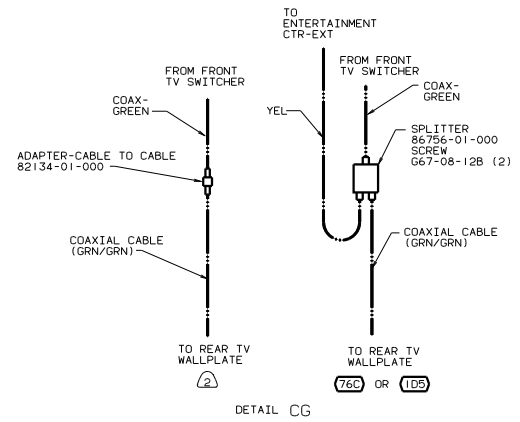 TO
ENTERTAINMENT
CTR-EXT
FROM FRONT
TV SWITCHER
COAX-
GREEN
ADAPTER-CABLE TO CABLE
82134-01-000
COAXIAL CABLE
(GRN/GRN)
TO REAR TV
WALLPLATE
2
FROM FRONT
TV SWITCHER
COAX-
GREEN
YEL
SPLITTER
86756-01-000
SCREW
G67-08-12B (2)
COAXIAL CABLE
(GRN/GRN)
TO REAR TV
WALLPLATE
76C OR 1D5
DETAIL CG